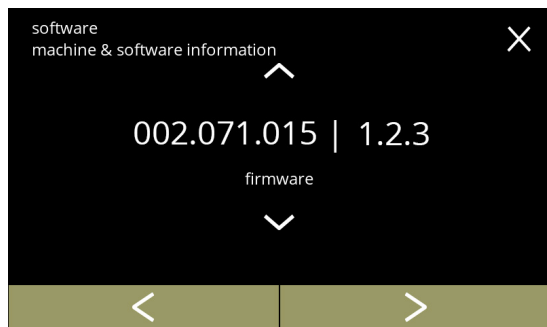 software
machine & software information
002.071.015 | 1.2.3
firmware